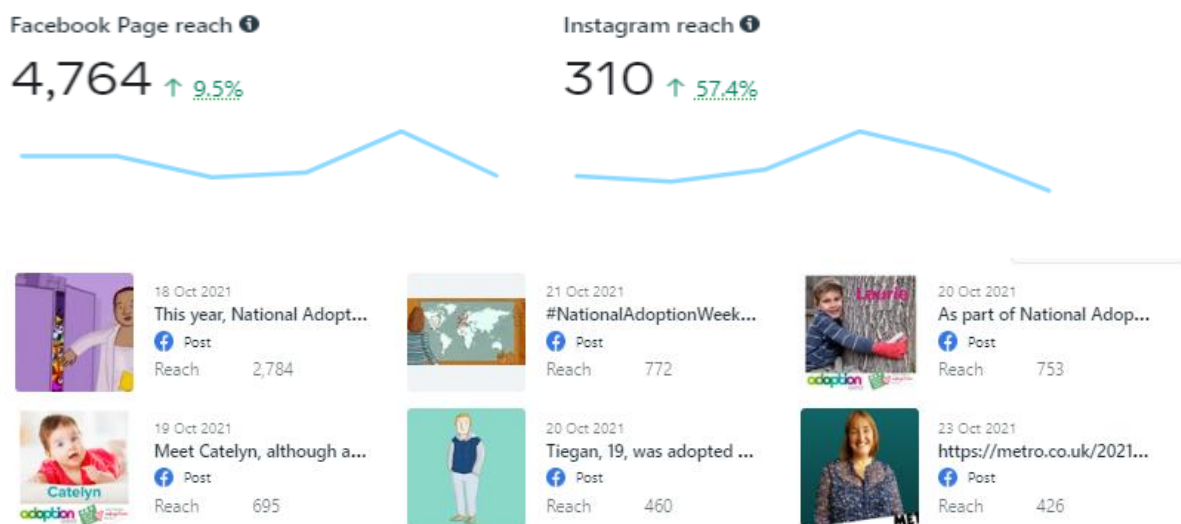 Facebook Page reach
4,764 ↑ 9.5%
Instagram reach
310 ↑ 57.4%
18 Oct 2021
This year, National Adopt...
Post
Reach 2,784
21 Oct 2021
#NationalAdoptionWeek...
Post
Reach 772
Laurie
adoption
20 Oct 2021
As part of National Adop...
Post
Reach 753
Catelyn
adoption
19 Oct 2021
Meet Catelyn, although a...
Post
Reach 695
20 Oct 2021
Tiegan, 19, was adopted ...
Post
Reach 460
ME
23 Oct 2021
https://metro.co.uk/2021...
Post
Reach 426